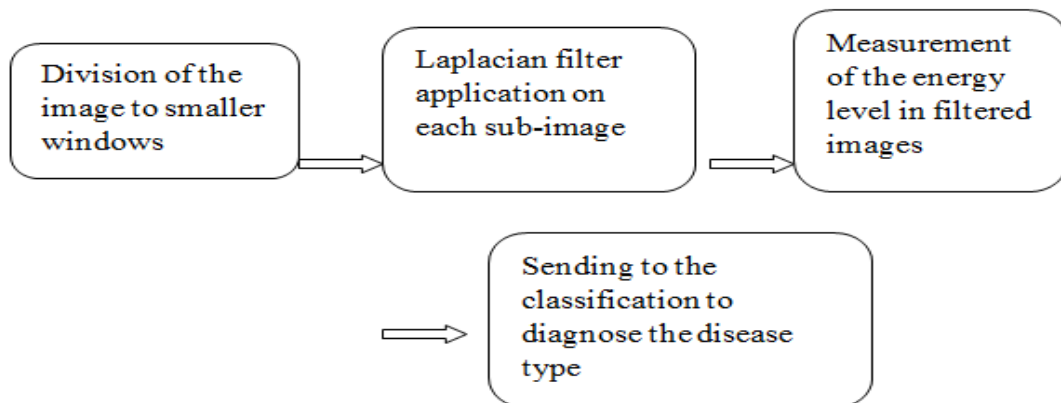 Division of the
image to smaller
windows
Laplacian filter
application on
each sub-image
Measurement
of the energy
level in filtered
images
Sending to the
classification to
diagnose the disease
type